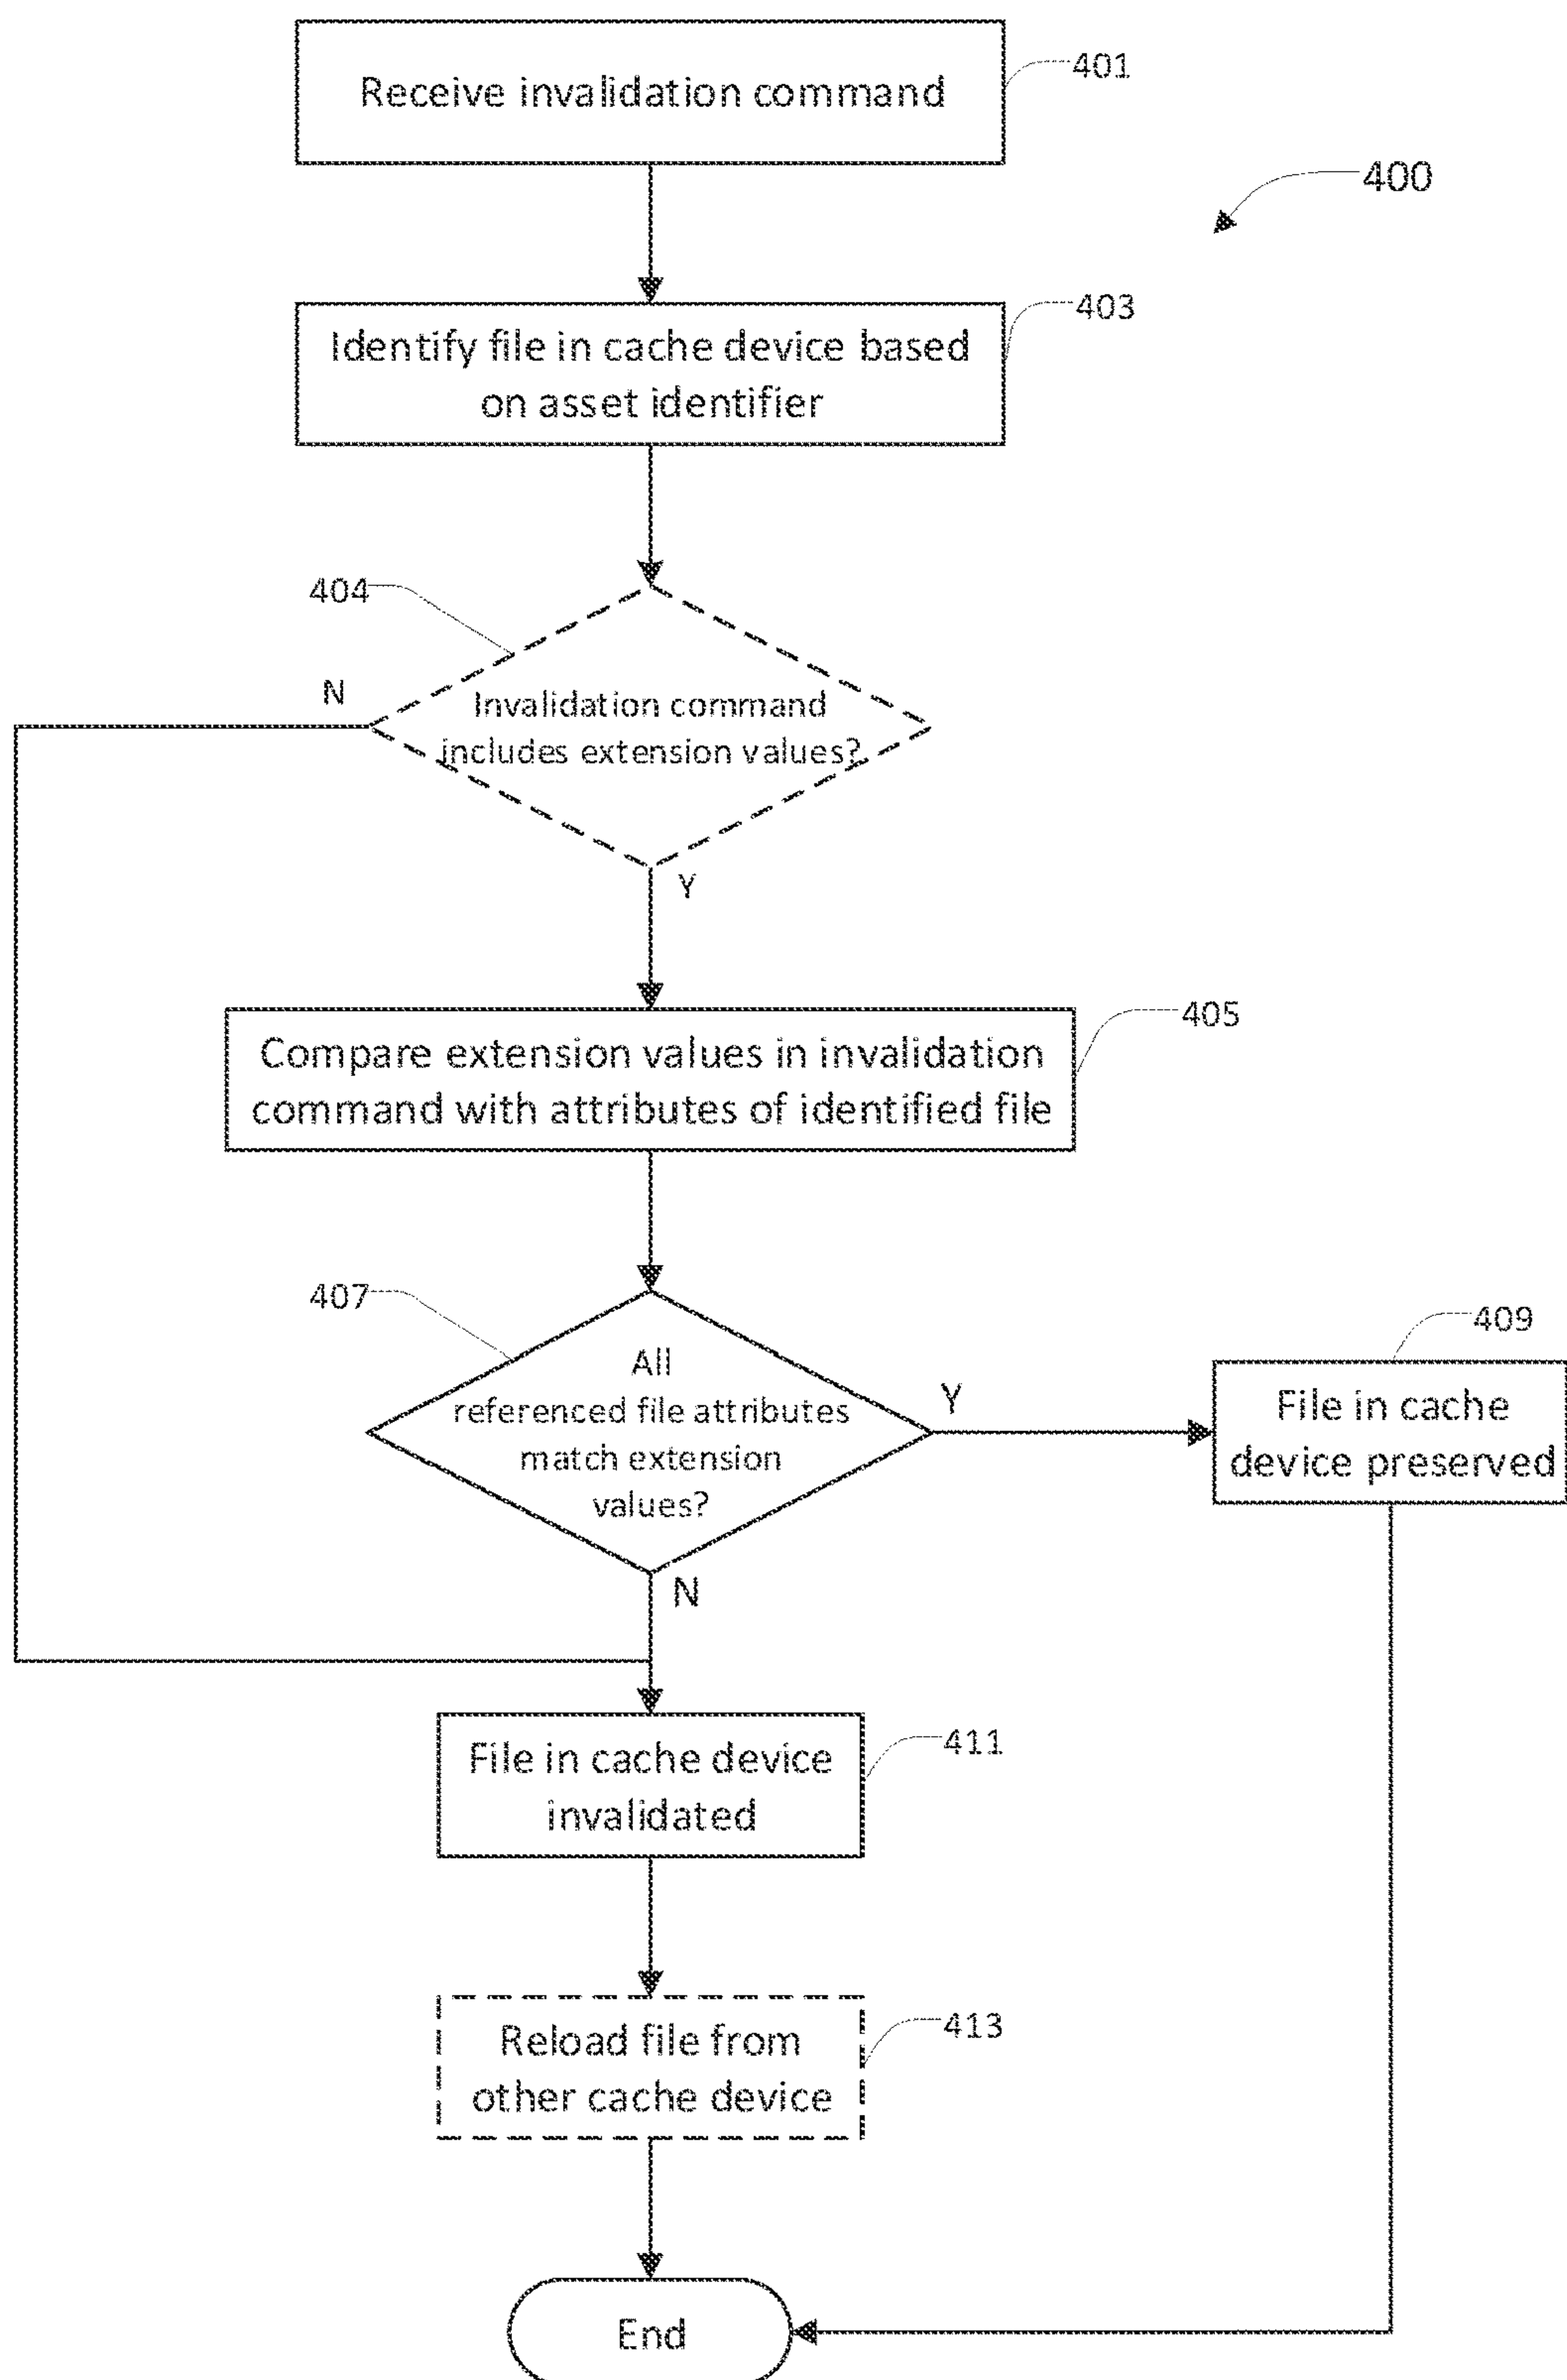 Receive invalidation command
401
400
Identify file in cache device based
on asset identifier
403
404
N
Invalidation command
includes extension values?
Y
Compare extension values in invalidation
command with attributes of identified file
405
407
All
referenced file attributes
match extension
values?
Y
409
File in cache
device preserved
N
File in cache device
invalidated
411
Reload file from
other cache device
413
End